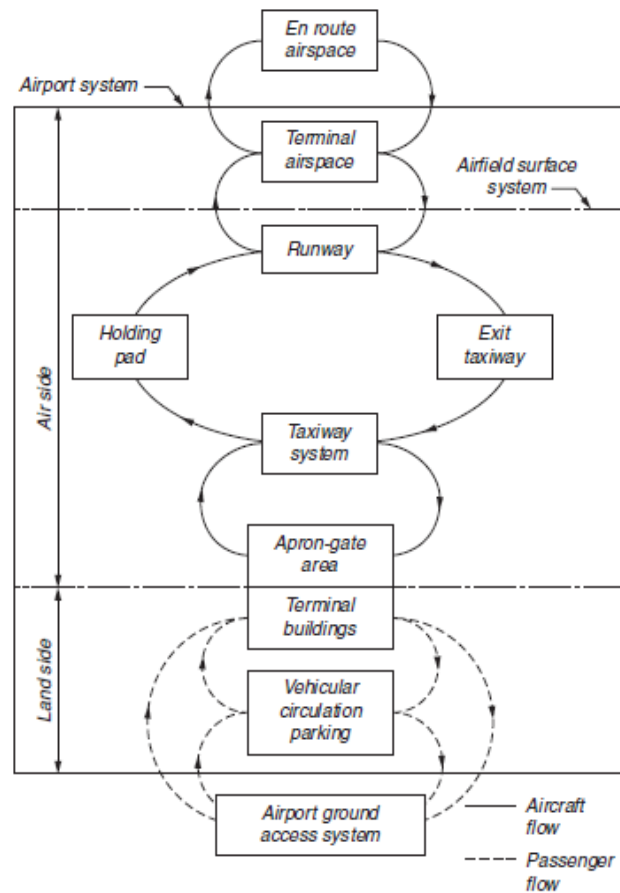 En route
airspace
Airport system
Terminal
airspace
Airfield surface
system
Runway
Holding
pad
Exit
taxiway
Air side
Taxiway
system
Apron-gate
area
Terminal
buildings
Land side
Vehicular
circulation
parking
Airport ground
access system
Aircraft
flow
Passenger
flow